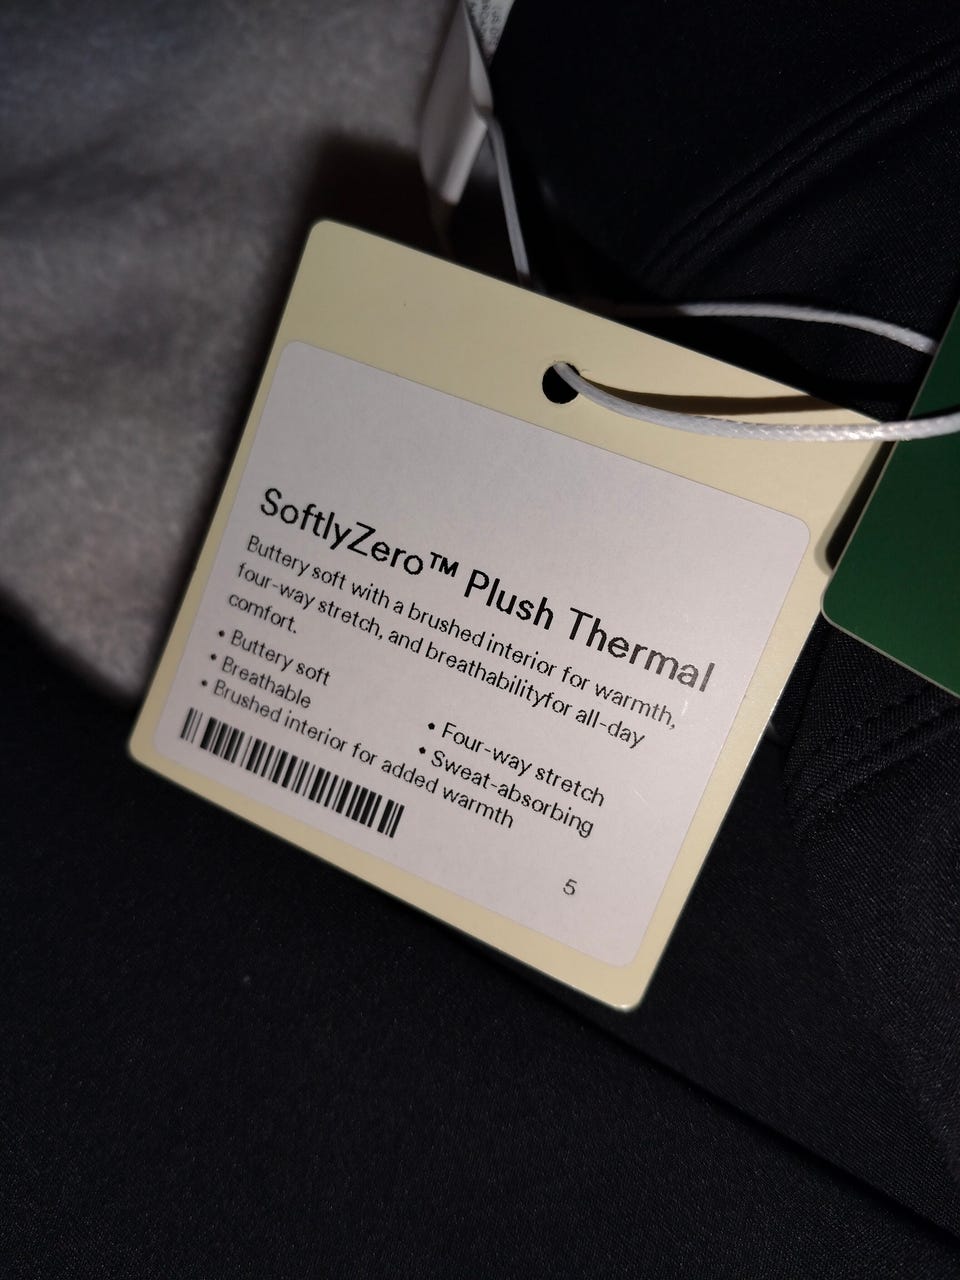 SoftlyZero™ Plush Thermal
Buttery soft with a brushed interior for warmth,
four-way stretch, and breathabilityfor all-day
comfort.
• Buttery soft
• Breathable
• Brushed interior for added warmth
• Four-way stretch
• Sweat-absorbing
5